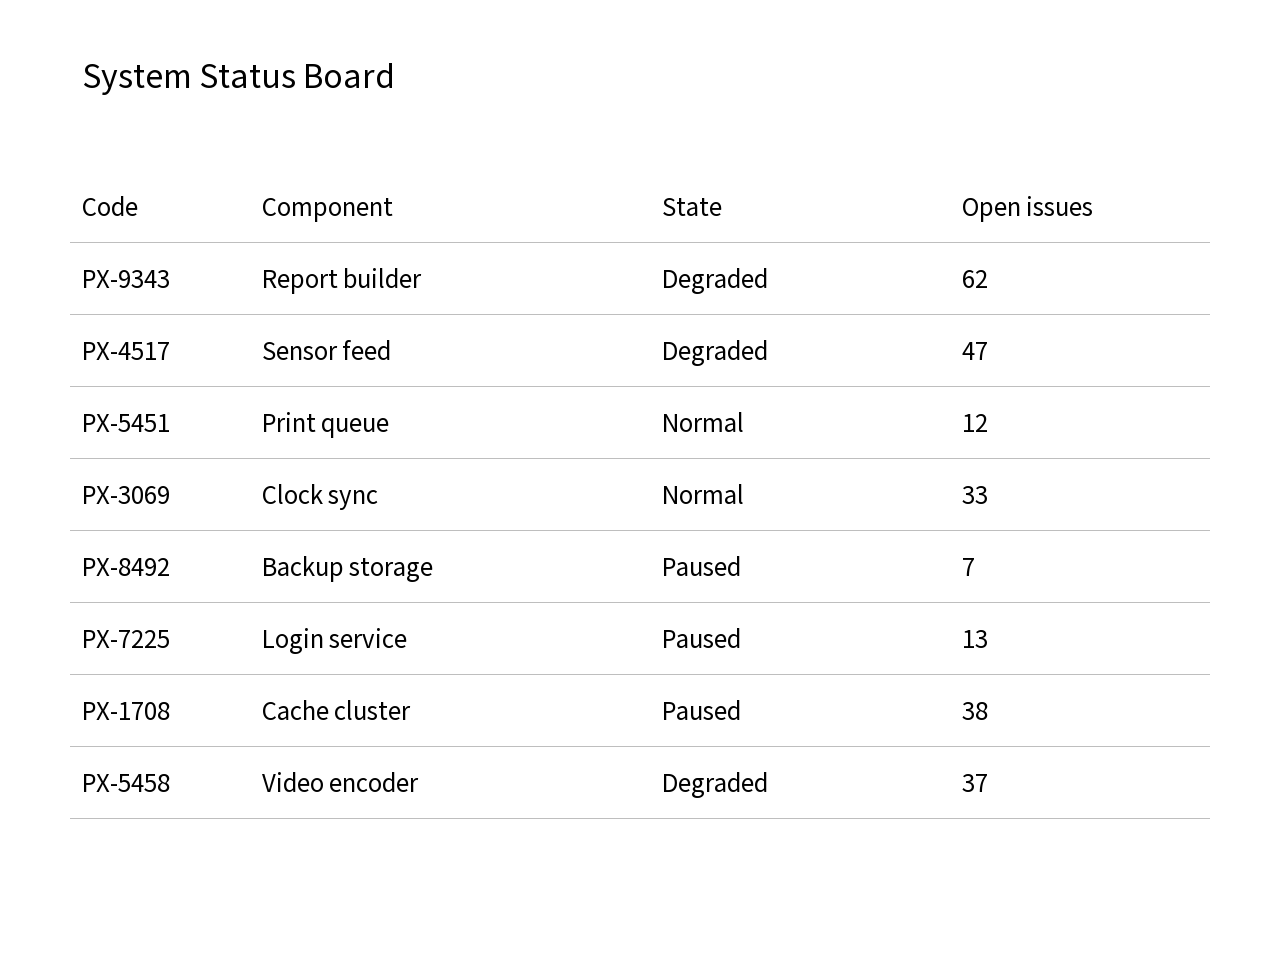 System Status Board
Code Component State Open issues
PX-9343 Report builder Degraded 62
PX-4517 Sensor feed Degraded 47
PX-5451 Print queue Normal 12
PX-3069 Clock sync Normal 33
PX-8492 Backup storage Paused 7
PX-7225 Login service Paused 13
PX-1708 Cache cluster Paused 38
PX-5458 Video encoder Degraded 37